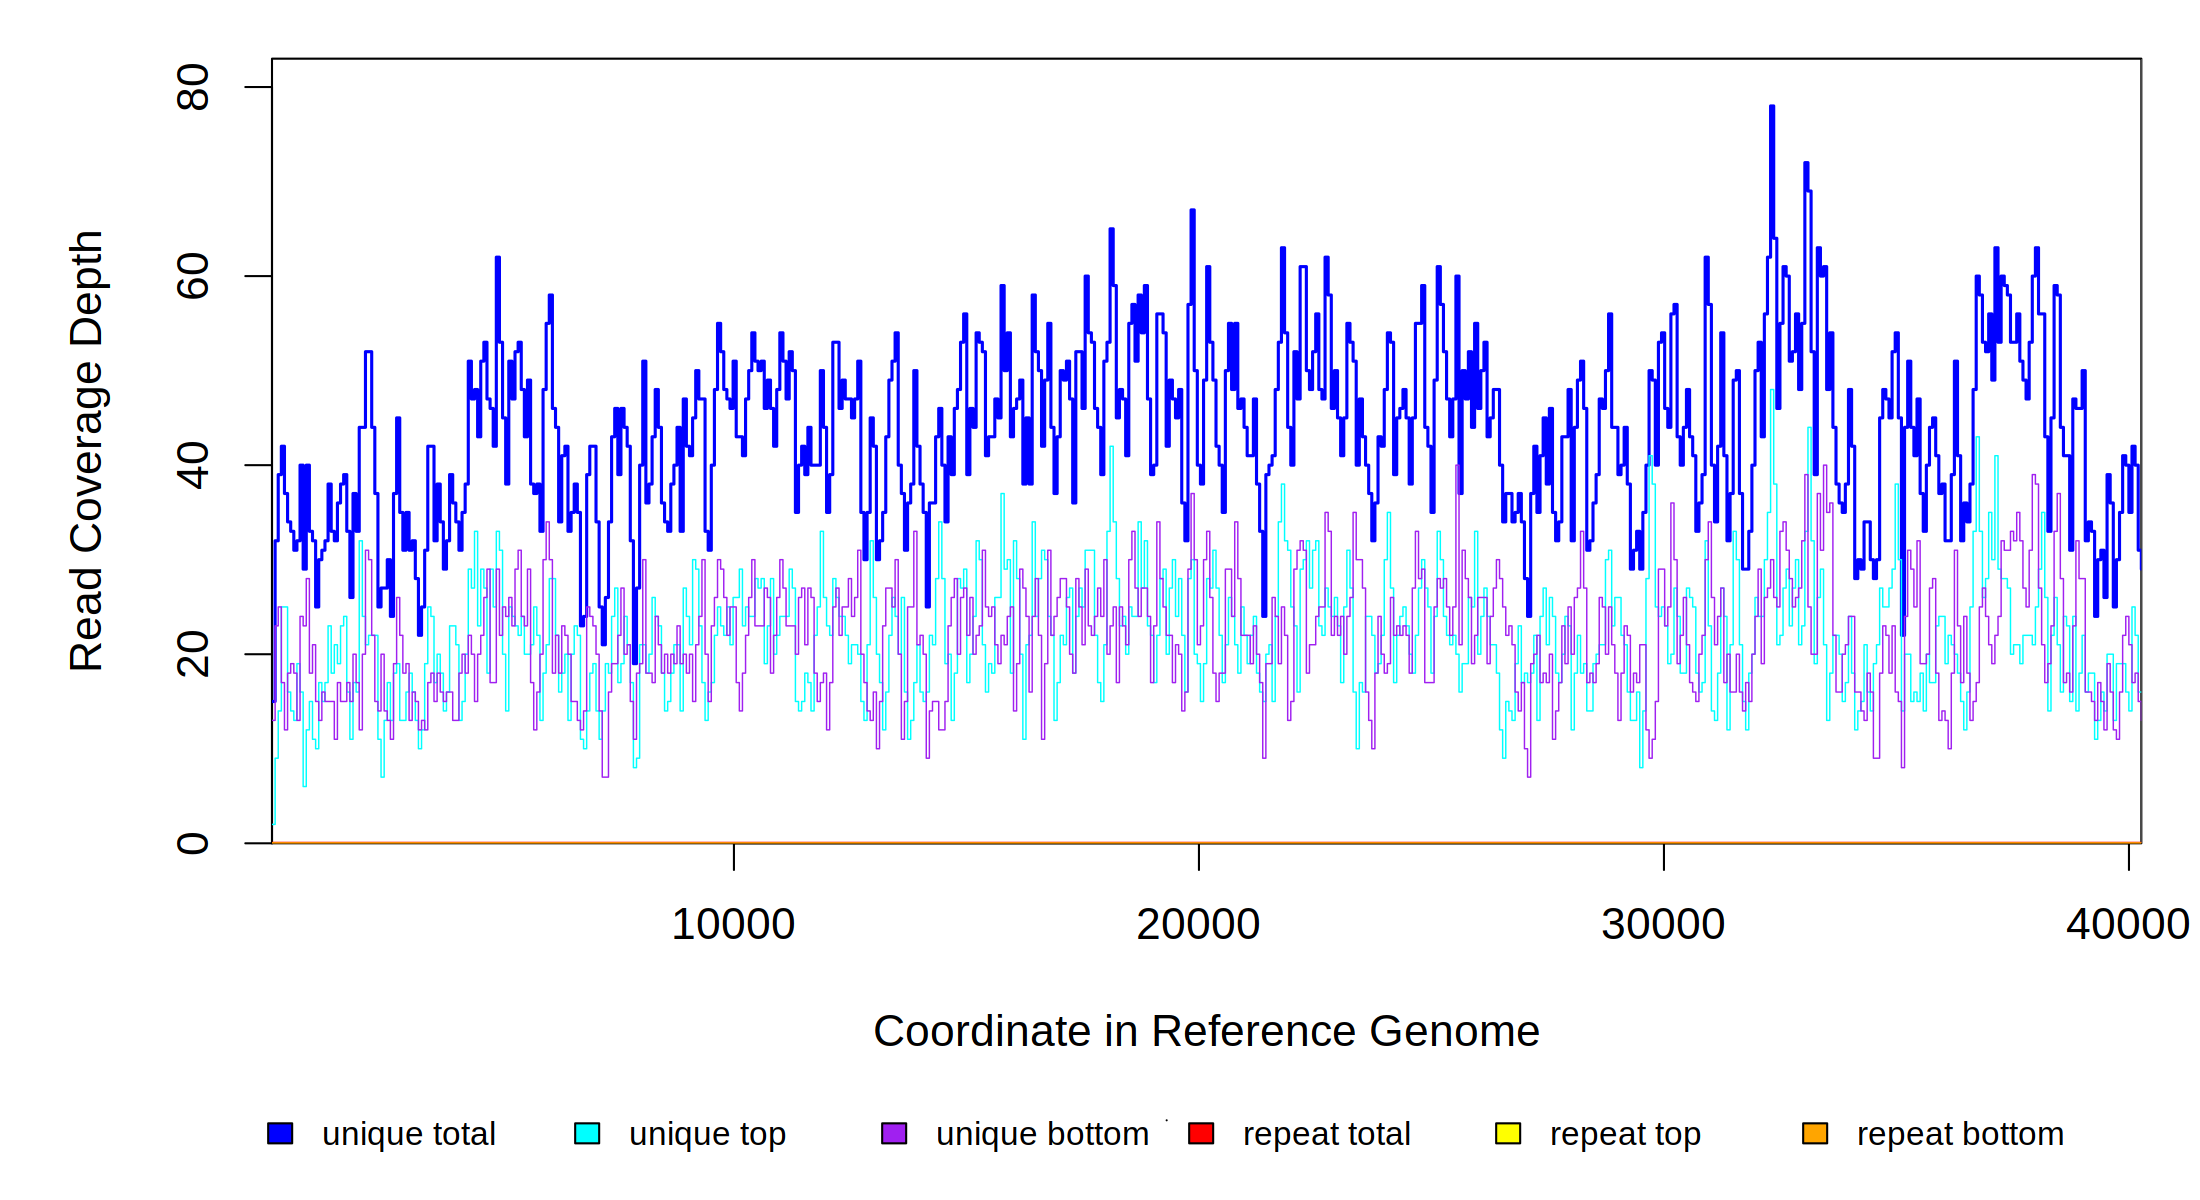 80
60
40
20
0
Read Coverage Depth
10000 20000 30000 40000
Coordinate in Reference Genome
unique total unique top unique bottom repeat total repeat top repeat bottom